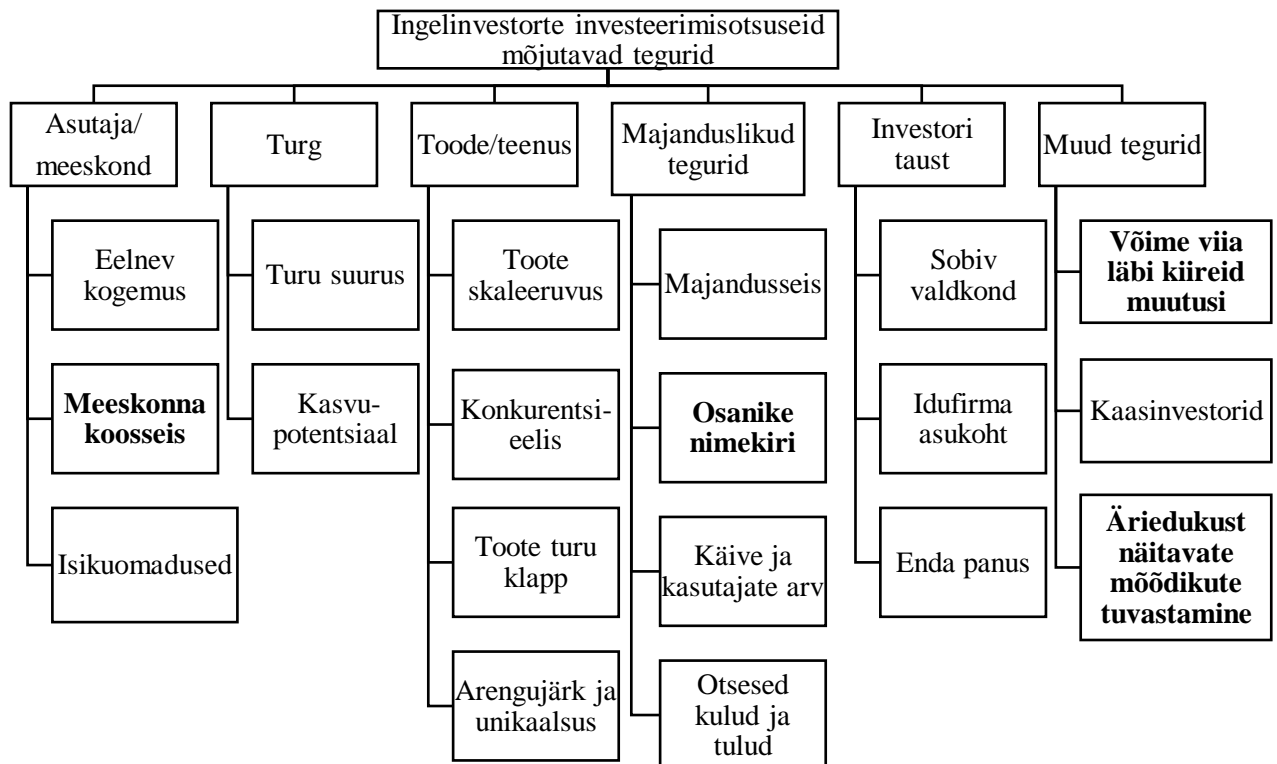 Ingelinvestorte investeerimisotsuseid
mõjutavad tegurid
Asutaja/
meeskond
Eelnev
kogemus
Meeskonna
koosseis
Isikuomadused
Turg
Turu suurus
Kasvu-
potentsiaal
Toode/teenus
Toote
skaleeruvus
Konkurentsi-
eelis
Toote turu
klapp
Arengujärk ja
unikaalsus
Majanduslikud
tegurid
Majandusseis
Osanike
nimekiri
Käive ja
kasutajate arv
Otsesed
kulud ja
tulud
Investori
taust
Sobiv
valdkond
Idufirma
asukoht
Enda panus
Muud tegurid
Võime viia
läbi kiireid
muutusi
Kaasinvestorid
Äriedukust
näitavate
mõõdikute
tuvastamine